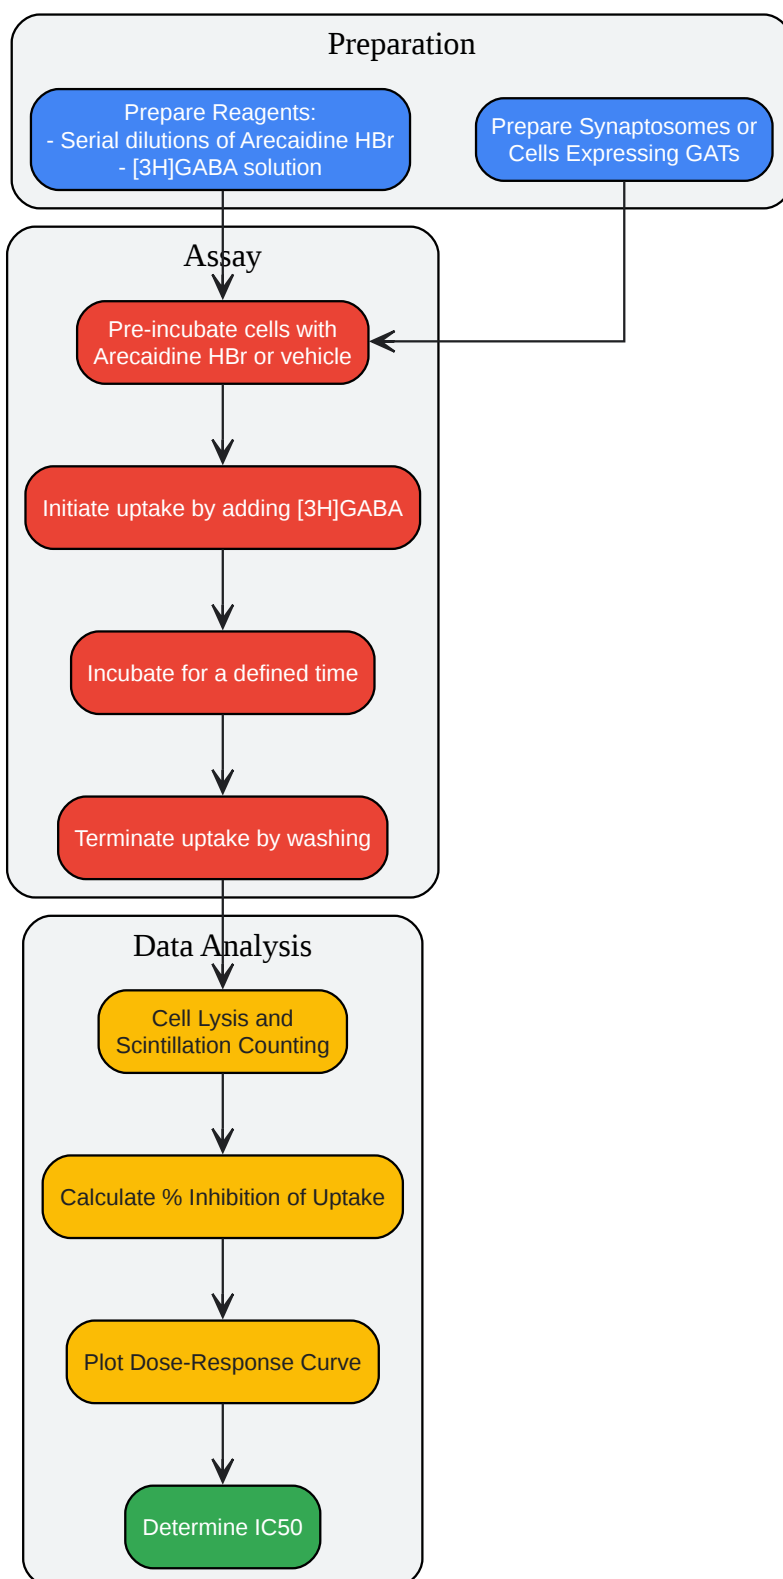 Preparation
Prepare Reagents:
- Serial dilutions of Arecaidine HBr
- [3H]GABA solution
Prepare Synaptosomes or
Cells Expressing GATs
Assay
Pre-incubate cells with
Arecaidine HBr or vehicle
Initiate uptake by adding [3H]GABA
Incubate for a defined time
Terminate uptake by washing
Data Analysis
Cell Lysis and
Scintillation Counting
Calculate % Inhibition of Uptake
Plot Dose-Response Curve
Determine IC50